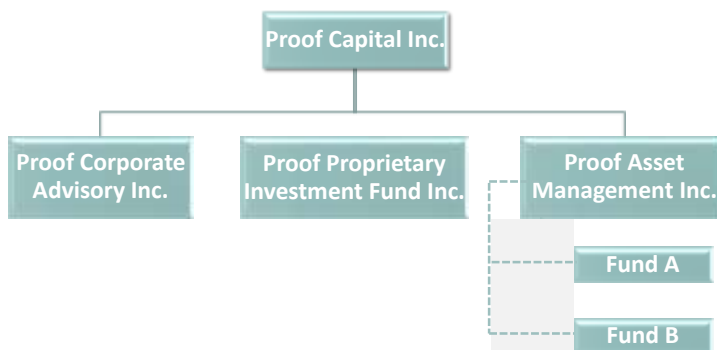 Proof Capital Inc.
Proof Corporate
Advisory Inc.
Proof Proprietary
Investment Fund Inc.
Proof Asset
Management Inc.
Fund A
Fund B